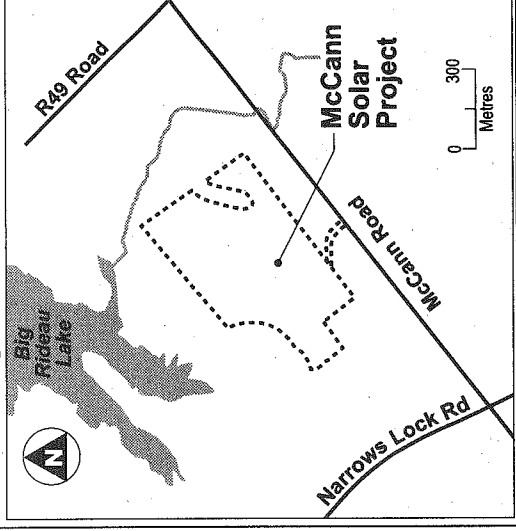 R49 Road
Big
Rideau
Lake
McCann
Solar
Project
0 300
Metres
McCann Road
Narrows Lock Rd
N